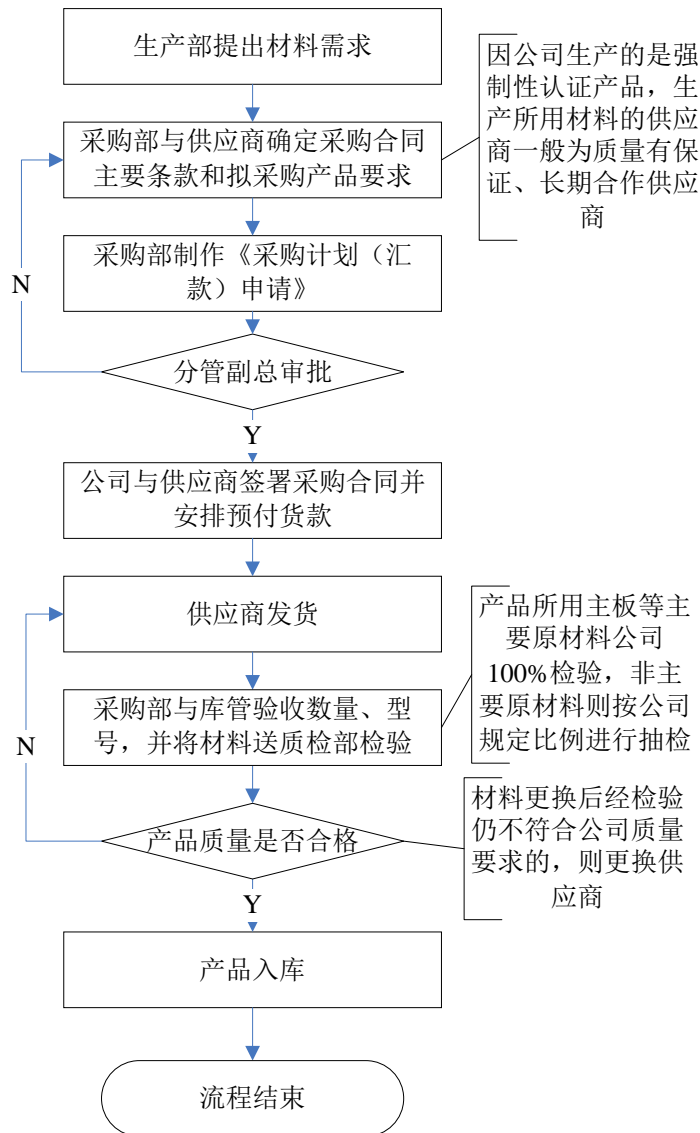 生产部提出材料需求
因公司生产的是强
制性认证产品，生
产所用材料的供应
商一般为质量有保
证、长期合作供应
商
采购部与供应商确定采购合同
主要条款和拟采购产品要求
采购部制作《采购计划（汇
款）申请》
N
分管副总审批
Y
公司与供应商签署采购合同并
安排预付货款
供应商发货
产品所用主板等主
要原材料公司
100%检验，非主
要原材料则按公司
规定比例进行抽检
采购部与库管验收数量、型
号，并将材料送质检部检验
N
产品质量是否合格
材料更换后经检验
仍不符合公司质量
要求的，则更换供
应商
Y
产品入库
流程结束